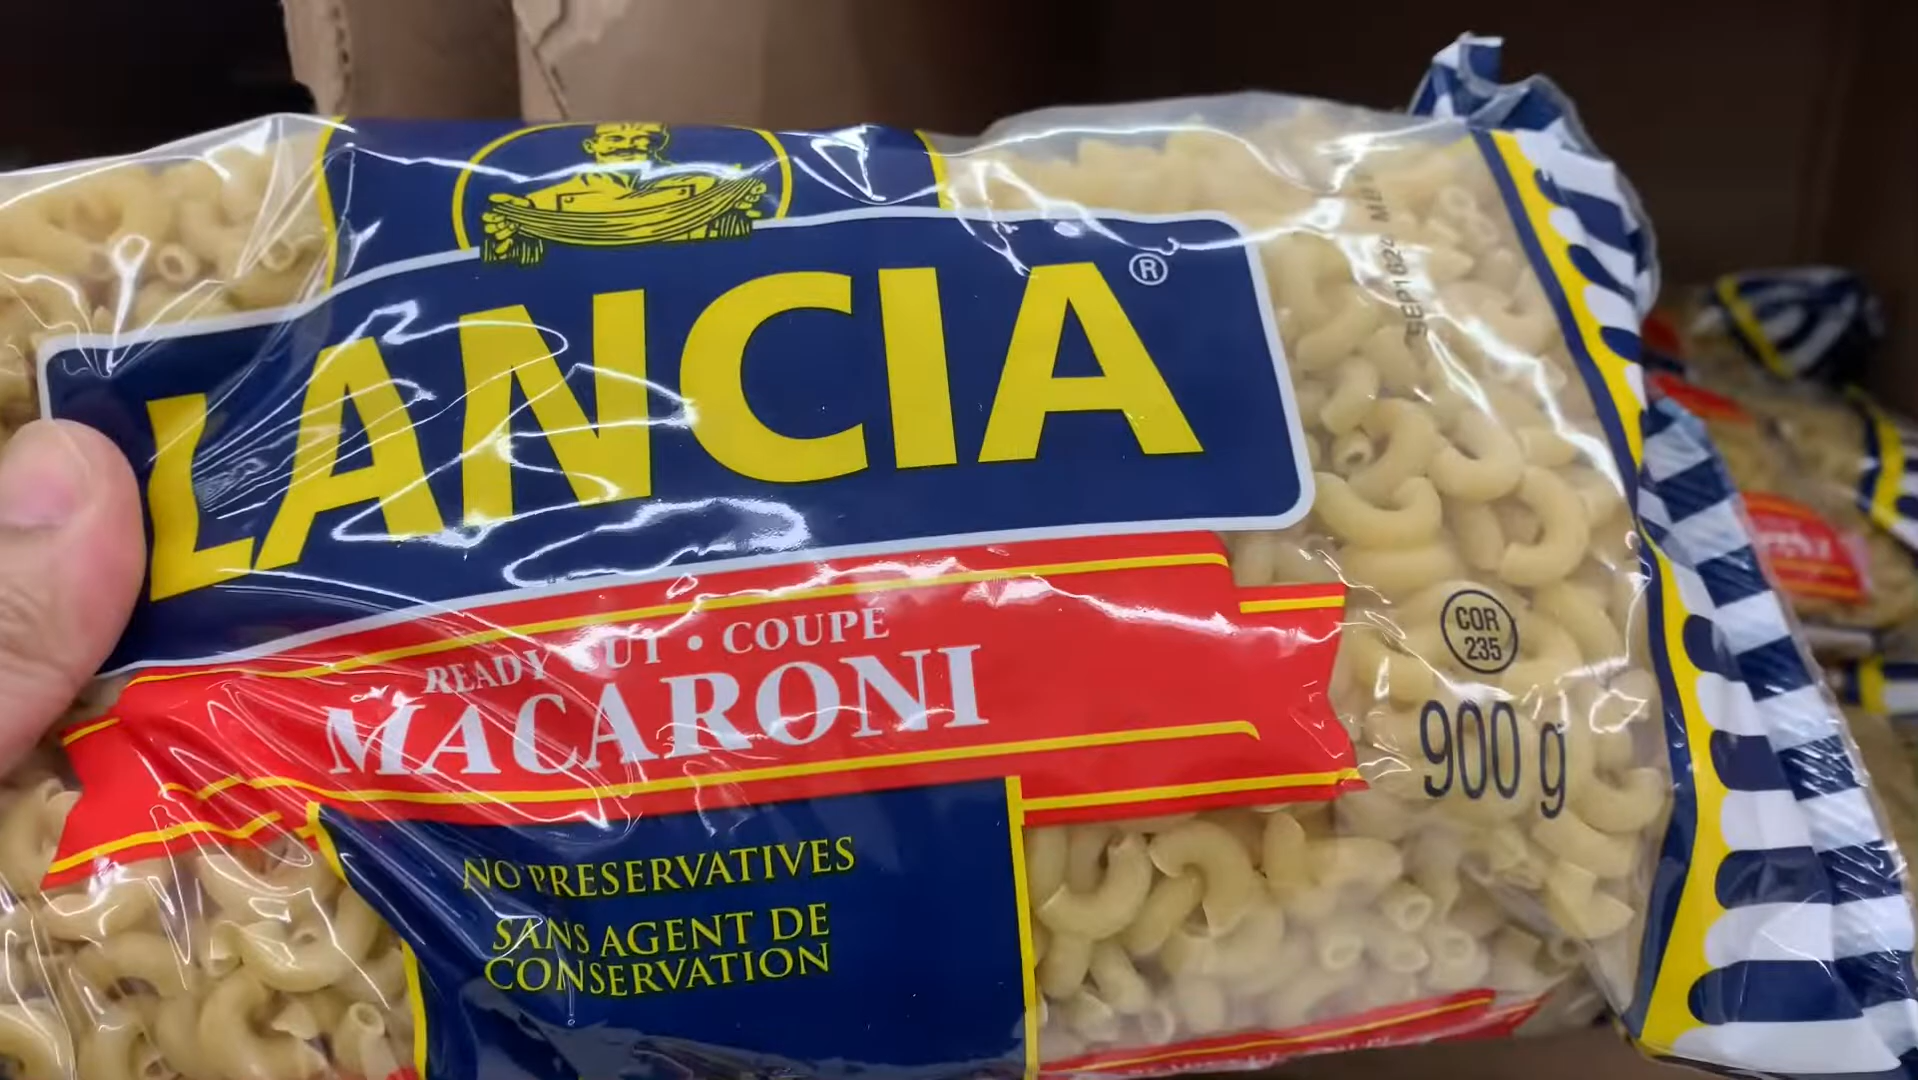 LANCIA®
READY CUT • COUPE
MACARONI
COR
235
900 g
NO PRESERVATIVES
SANS AGENT DE
CONSERVATION